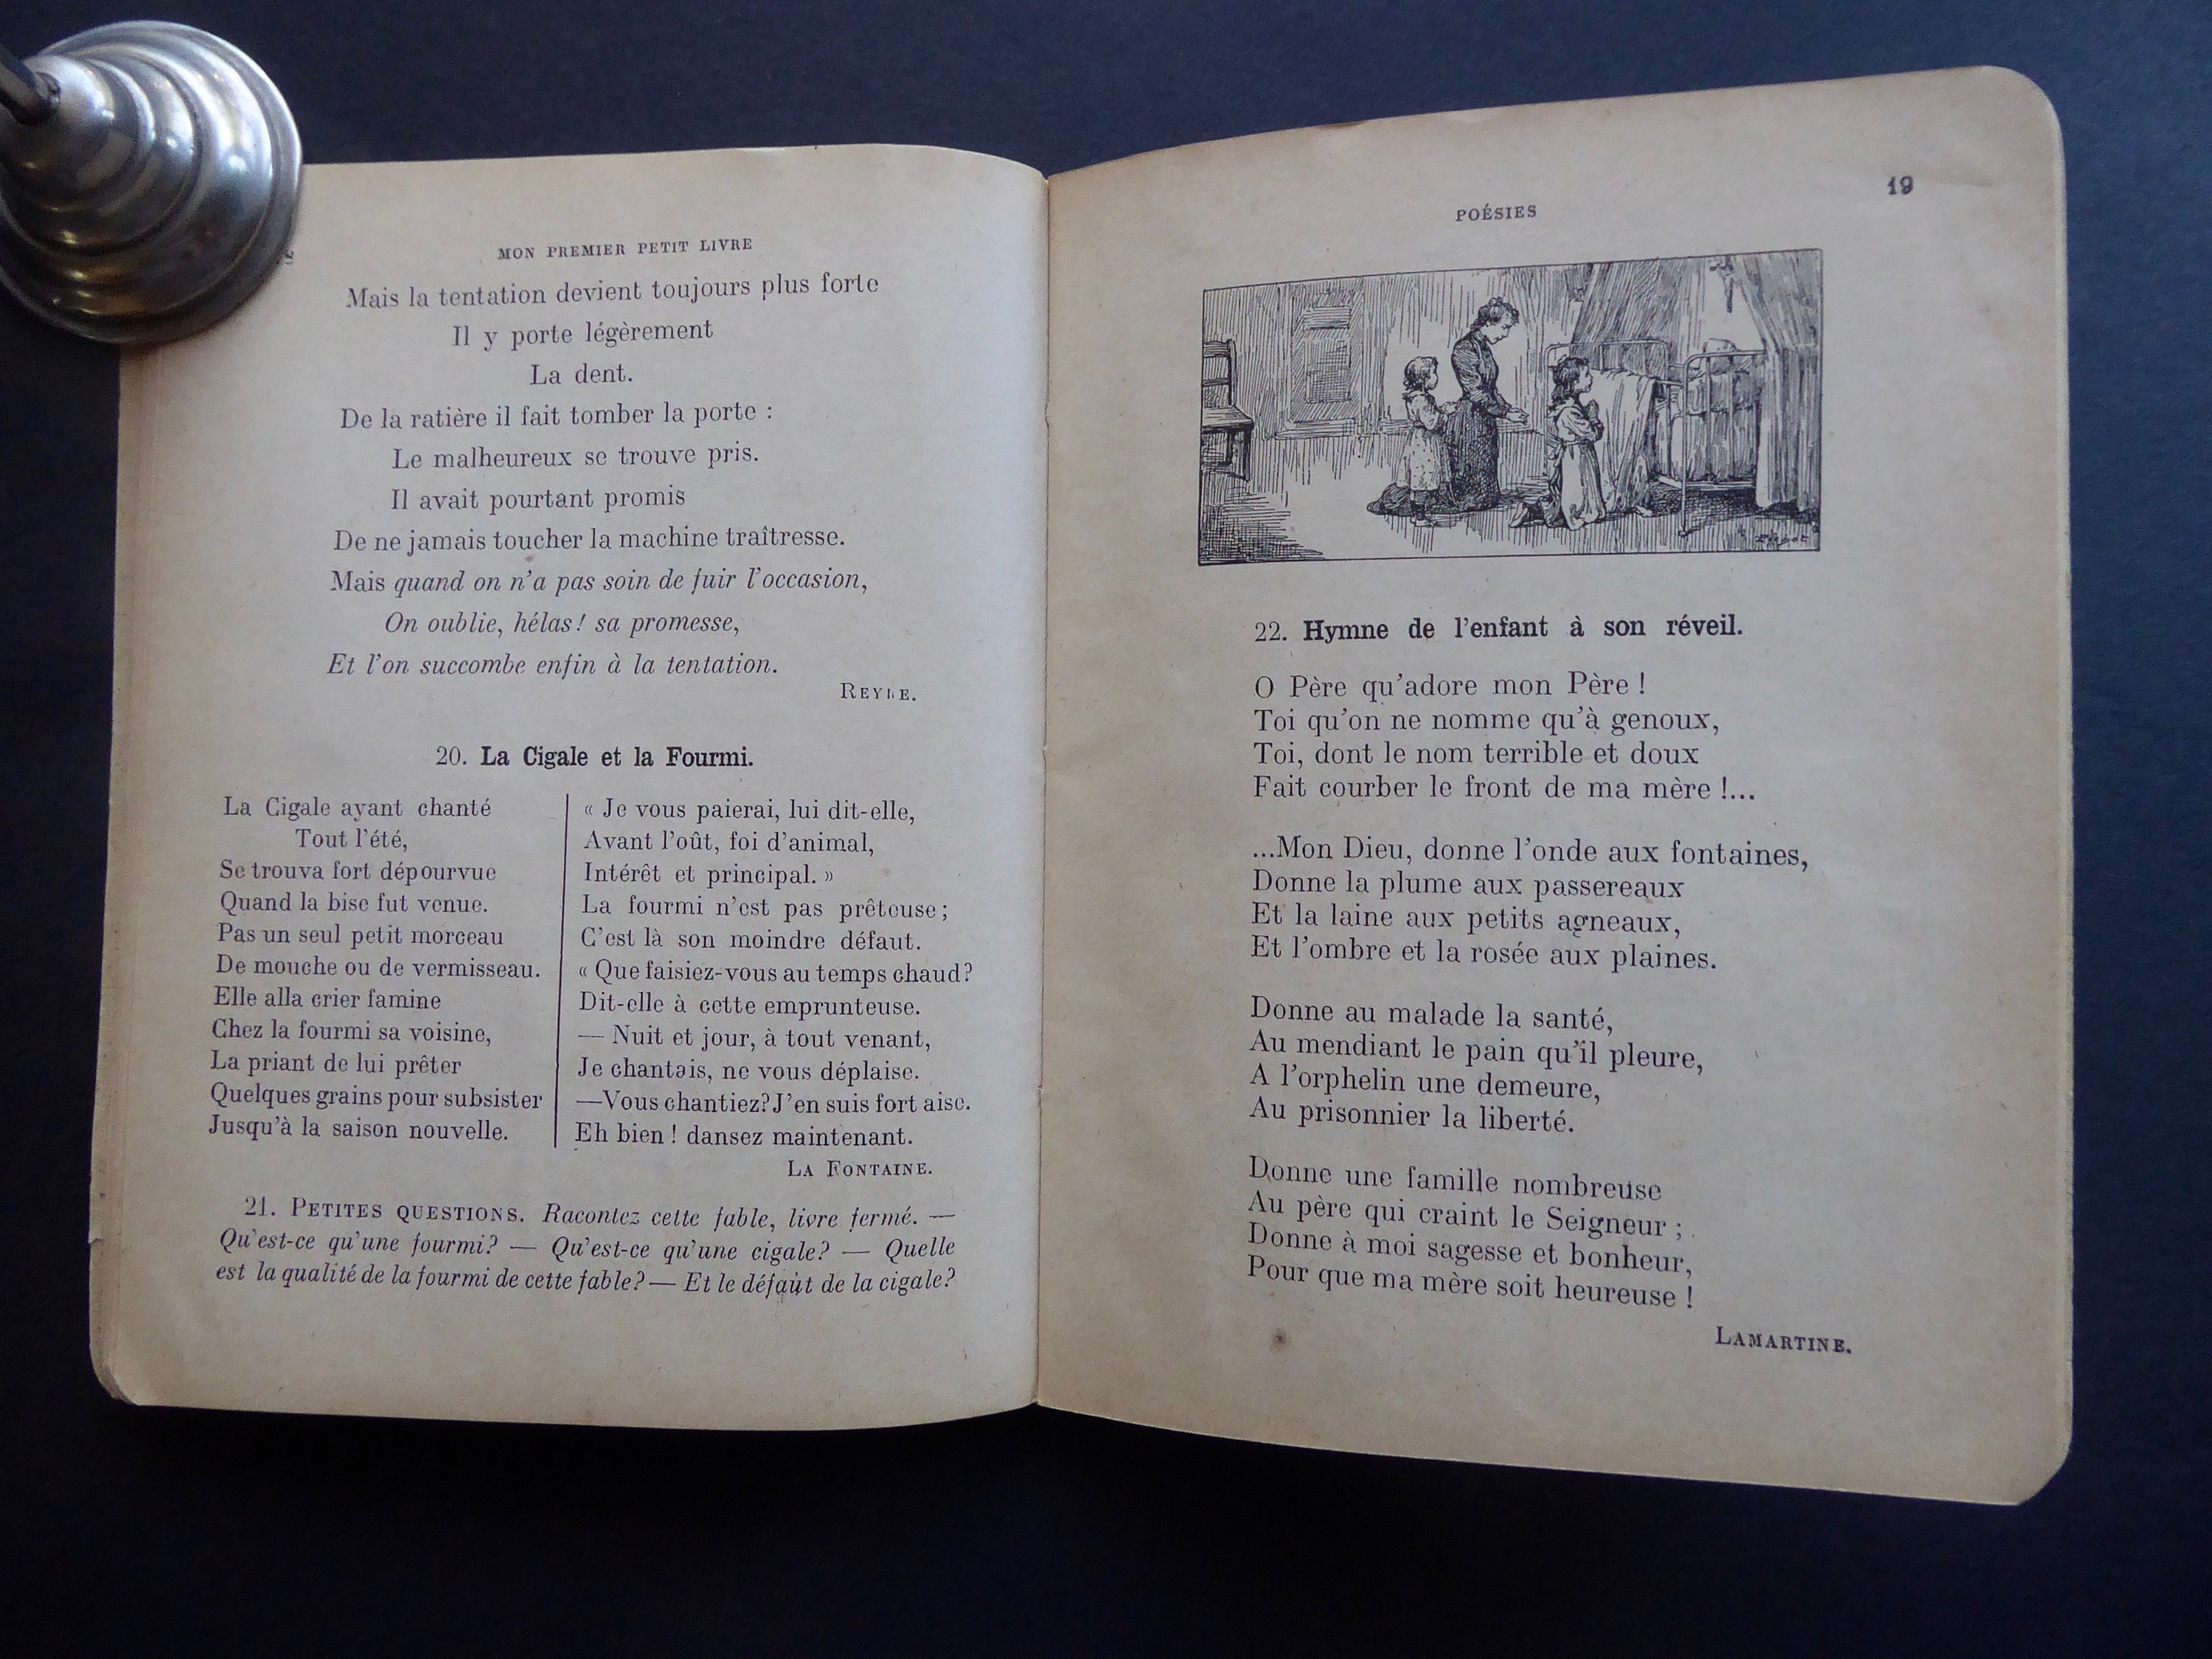 MON PREMIER PETIT LIVRE
Mais la tentation devient toujours plus forte
Il y porte légèrement
La dent.
De la ratière il fait tomber la porte :
Le malheureux se trouve pris.
Il avait pourtant promis
De ne jamais toucher la machine traîtresse.
Mais quand on n'a pas soin de fuir l'occasion,
On oublie, hélas! sa promesse,
Et l'on succombe enfin à la tentation.
REYRE.
20. La Cigale et la Fourmi.
La Cigale ayant chanté
Tout l'été,
Se trouva fort dépourvue
Quand la bise fut venue.
Pas un seul petit morceau
De mouche ou de vermisseau.
Elle alla crier famine
Chez la fourmi sa voisine,
La priant de lui prêter
Quelques grains pour subsister
Jusqu'à la saison nouvelle.
« Je vous paierai, lui dit-elle,
Avant l'oût, foi d'animal,
Intérêt et principal. »
La fourmi n'est pas prêteuse;
C'est là son moindre défaut.
« Que faisiez-vous au temps chaud?
Dit-elle à cette emprunteuse.
— Nuit et jour, à tout venant,
Je chantais, ne vous déplaise.
—Vous chantiez? J'en suis fort aise.
Eh bien ! dansez maintenant.
LA FONTAINE.
21. PETITES QUESTIONS. Racontez cette fable, livre fermé. —
Qu'est-ce qu'une fourmi? — Qu'est-ce qu'une cigale? — Quelle
est la qualité de la fourmi de cette fable? — Et le défaut de la cigale?
POÉSIES
19
22. Hymne de l'enfant à son réveil.
O Père qu'adore mon Père !
Toi qu'on ne nomme qu'à genoux,
Toi, dont le nom terrible et doux
Fait courber le front de ma mère !...
...Mon Dieu, donne l'onde aux fontaines,
Donne la plume aux passereaux
Et la laine aux petits agneaux,
Et l'ombre et la rosée aux plaines.
Donne au malade la santé,
Au mendiant le pain qu'il pleure,
A l'orphelin une demeure,
Au prisonnier la liberté.
Donne une famille nombreuse
Au père qui craint le Seigneur ;
Donne à moi sagesse et bonheur,
Pour que ma mère soit heureuse !
LAMARTINE.